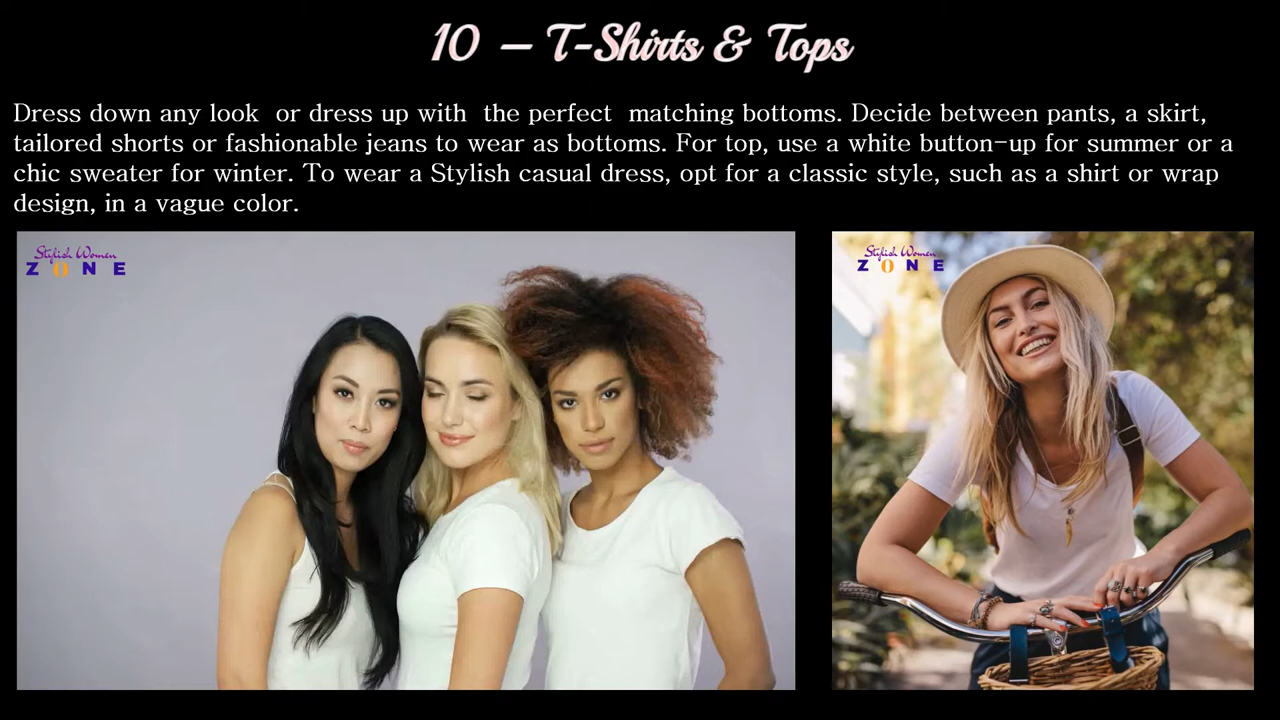 10 – T-Shirts & Tops
Dress down any look or dress up with the perfect matching bottoms. Decide between pants, a skirt,
tailored shorts or fashionable jeans to wear as bottoms. For top, use a white button-up for summer or a
chic sweater for winter. To wear a Stylish casual dress, opt for a classic style, such as a shirt or wrap
design, in a vague color.
Stylish Women
ZONE
Stylish Women
ZONE